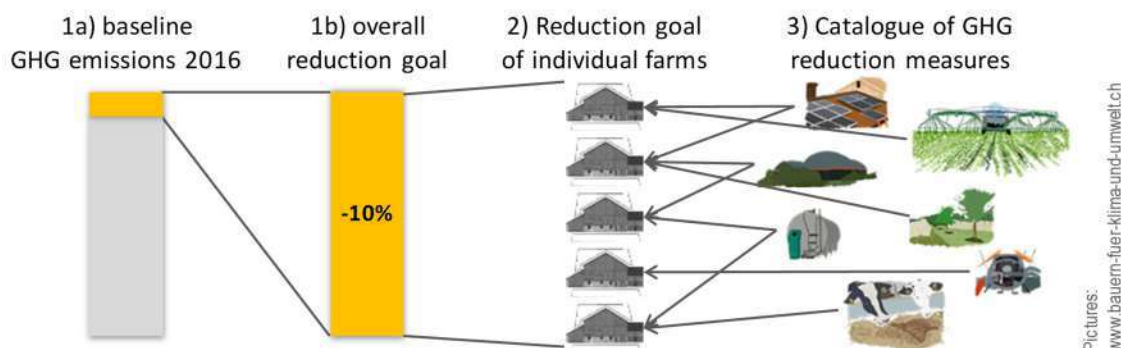 1a) baseline
GHG emissions 2016
1b) overall
reduction goal
2) Reduction goal
of individual farms
3) Catalogue of GHG
reduction measures
-10%
Pictures:
www.bauern-fuer-klima-und-umwelt.ch